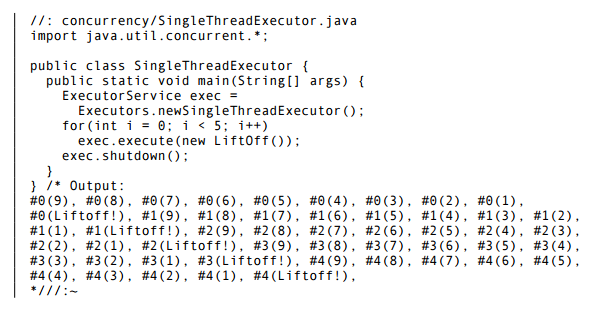 //: concurrency/SingleThreadExecutor.java
import java.util.concurrent.*;

public class SingleThreadExecutor {
  public static void main(String[] args) {
    ExecutorService exec =
      Executors.newSingleThreadExecutor();
    for(int i = 0; i < 5; i++)
      exec.execute(new LiftOff());
    exec.shutdown();
  }
} /* Output:
#0(9), #0(8), #0(7), #0(6), #0(5), #0(4), #0(3), #0(2), #0(1),
#0(Liftoff!), #1(9), #1(8), #1(7), #1(6), #1(5), #1(4), #1(3), #1(2),
#1(1), #1(Liftoff!), #2(9), #2(8), #2(7), #2(6), #2(5), #2(4), #2(3),
#2(2), #2(1), #2(Liftoff!), #3(9), #3(8), #3(7), #3(6), #3(5), #3(4),
#3(3), #3(2), #3(1), #3(Liftoff!), #4(9), #4(8), #4(7), #4(6), #4(5),
#4(4), #4(3), #4(2), #4(1), #4(Liftoff!),
*///:~